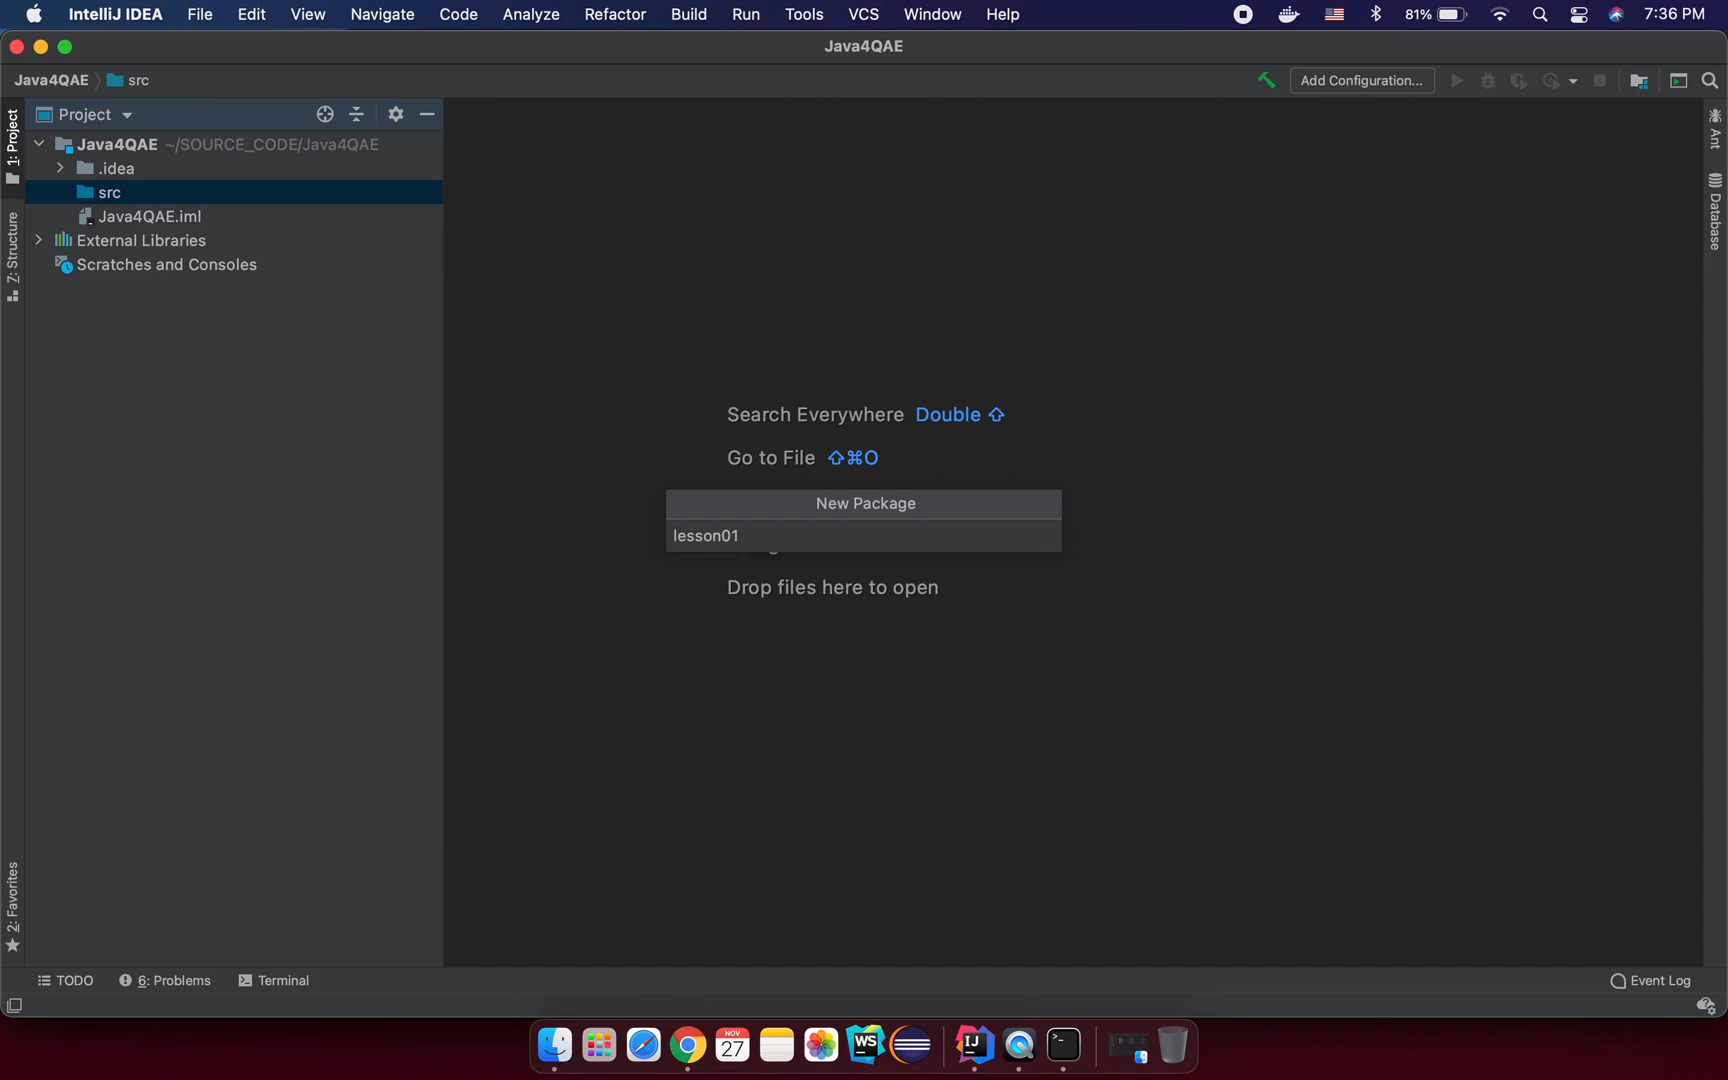 IntelliJ IDEA File Edit View Navigate Code Analyze Refactor Build Run Tools VCS Window Help 81% 7:36 PM
Java4QAE
Java4QAE src
Add Configuration...
Project
Java4QAE ~/SOURCE_CODE/Java4QAE
.idea
src
Java4QAE.iml
External Libraries
Scratches and Consoles
1: Project
Z: Structure
2: Favorites
Ant
Database
Search Everywhere Double ⇧
Go to File ⇧⌘O
New Package
lesson01
Drop files here to open
TODO 6: Problems Terminal Event Log
NOV
27
WS
IJ